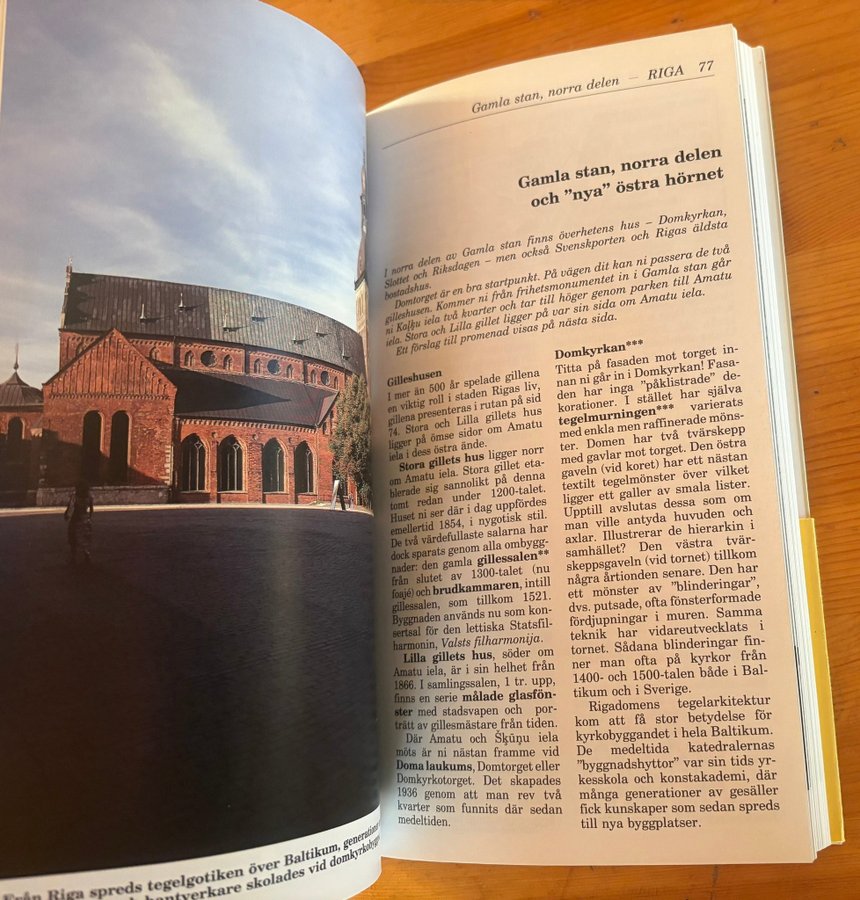 Gamla stan, norra delen — RIGA 77
Gamla stan, norra delen
och ”nya” östra hörnet
I norra delen av Gamla stan finns överhetens hus – Domkyrkan,
Slottet och Riksdagen – men också Svenskporten och Rigas äldsta
bostadshus.
Domtorget är en bra startpunkt. På vägen dit kan ni passera de två
gilleshusen. Kommer ni från frihetsmonumentet in i Gamla stan går
ni Kaļķu iela två kvarter och tar till höger genom parken till Amatu
iela. Stora och Lilla gillet ligger på var sin sida om Amatu iela.
Ett förslag till promenad visas på nästa sida.
Gilleshusen
I mer än 500 år spelade gillena
en viktig roll i staden Rigas liv,
gillena presenteras i rutan på sid
74. Stora och Lilla gillets hus
ligger på ömse sidor om Amatu
iela i dess östra ände.
Stora gillets hus ligger norr
om Amatu iela. Stora gillet eta-
blerade sig sannolikt på denna
tomt redan under 1200-talet.
Huset ni ser där i dag uppfördes
emellertid 1854, i nygotisk stil.
De två värdefullaste salarna har
dock sparats genom alla ombygg-
nader: den gamla gillessalen**
från slutet av 1300-talet (nu
foajé) och brudkammaren, intill
gillessalen, som tillkom 1521.
Byggnaden används nu som kon-
sertsal för den lettiska Statsfil-
harmonin, Valsts filharmonija.
Lilla gillets hus, söder om
Amatu iela, är i sin helhet från
1866. I samlingssalen, 1 tr. upp,
finns en serie målade glasfön-
ster med stadsvapen och por-
trätt av gillesmästare från tiden.
Där Amatu och Šķūņu iela
möts är ni nästan framme vid
Doma laukums, Domtorget eller
Domkyrkotorget. Det skapades
1936 genom att man rev två
kvarter som funnits där sedan
medeltiden.
Domkyrkan***
Titta på fasaden mot torget in-
nan ni går in i Domkyrkan! Fasa-
den har inga ”påklistrade” de-
korationer. I stället har själva
tegelmurningen*** varierats
med enkla men raffinerade möns-
ter. Domen har två tvärskepp
med gavlar mot torget. Den östra
gaveln (vid koret) har ett nästan
textilt tegelmönster över vilket
ligger ett galler av smala lister.
Upptill avslutas dessa som om
man ville antyda huvuden och
axlar. Illustrerar de hierarkin i
samhället? Den västra tvär-
skeppsgaveln (vid tornet) tillkom
några årtionden senare. Den har
ett mönster av ”blinderingar”,
dvs. putsade, ofta fönsterformade
fördjupningar i muren. Samma
teknik har vidareutvecklats i
tornet. Sådana blinderingar fin-
ner man ofta på kyrkor från
1400- och 1500-talen både i Bal-
tikum och i Sverige.
Rigadomens tegelarkitektur
kom att få stor betydelse för
kyrkobyggandet i hela Baltikum.
De medeltida katedralernas
”byggnadshyttor” var sin tids yr-
kesskola och konstakademi, där
många generationer av gesäller
fick kunskaper som sedan spreds
till nya byggplatser.
Från Riga spreds tegelgotiken över Baltikum,
hantverkare skolades vid